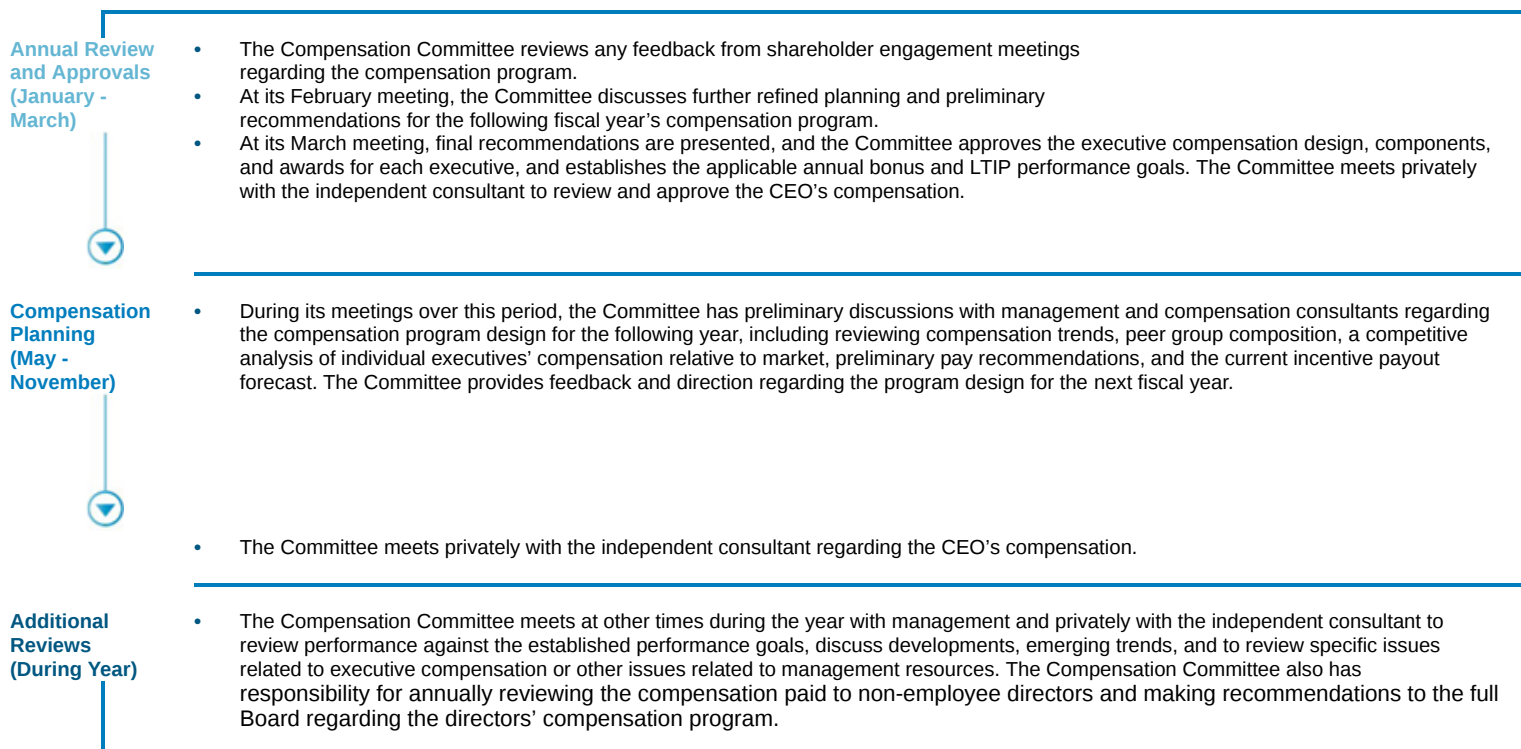 Annual Review
and Approvals
(January -
March)
• The Compensation Committee reviews any feedback from shareholder engagement meetings
regarding the compensation program.
• At its February meeting, the Committee discusses further refined planning and preliminary
recommendations for the following fiscal year’s compensation program.
• At its March meeting, final recommendations are presented, and the Committee approves the executive compensation design, components,
and awards for each executive, and establishes the applicable annual bonus and LTIP performance goals. The Committee meets privately
with the independent consultant to review and approve the CEO’s compensation.
Compensation
Planning
(May -
November)
• During its meetings over this period, the Committee has preliminary discussions with management and compensation consultants regarding
the compensation program design for the following year, including reviewing compensation trends, peer group composition, a competitive
analysis of individual executives’ compensation relative to market, preliminary pay recommendations, and the current incentive payout
forecast. The Committee provides feedback and direction regarding the program design for the next fiscal year.
• The Committee meets privately with the independent consultant regarding the CEO’s compensation.
Additional
Reviews
(During Year)
• The Compensation Committee meets at other times during the year with management and privately with the independent consultant to
review performance against the established performance goals, discuss developments, emerging trends, and to review specific issues
related to executive compensation or other issues related to management resources. The Compensation Committee also has
responsibility for annually reviewing the compensation paid to non-employee directors and making recommendations to the full
Board regarding the directors’ compensation program.